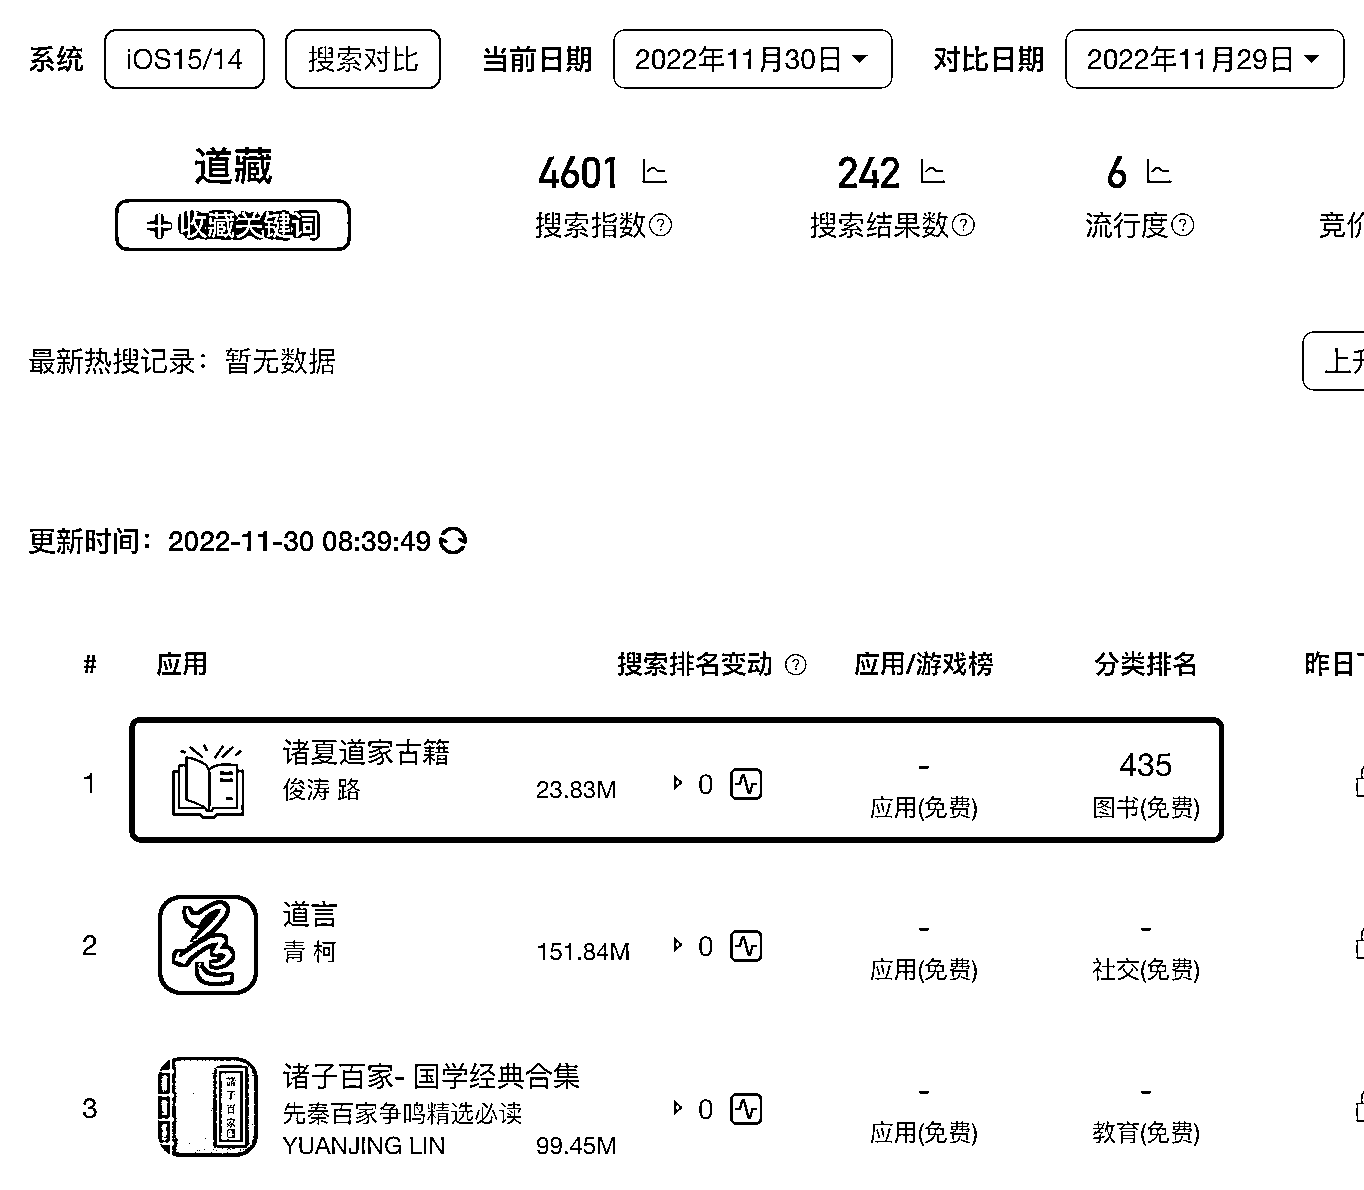 系统 iOS15/14 搜索对比 当前日期 2022年11月30日 对比日期 2022年11月29日
道藏 4601 242 6
+收藏关键词 搜索指数? 搜索结果数? 流行度? 竞价
最新热搜记录：暂无数据 上升
更新时间：2022-11-30 08:39:49
# 应用 搜索排名变动 ? 应用/游戏榜 分类排名 昨日
1 诸夏道家古籍 俊涛 路 23.83M 0 - 应用(免费) 435 图书(免费)
2 道言 青 柯 151.84M 0 - 应用(免费) - 社交(免费)
3 诸子百家- 国学经典合集 先秦百家争鸣精选必读 YUANJING LIN 99.45M 0 - 应用(免费) - 教育(免费)